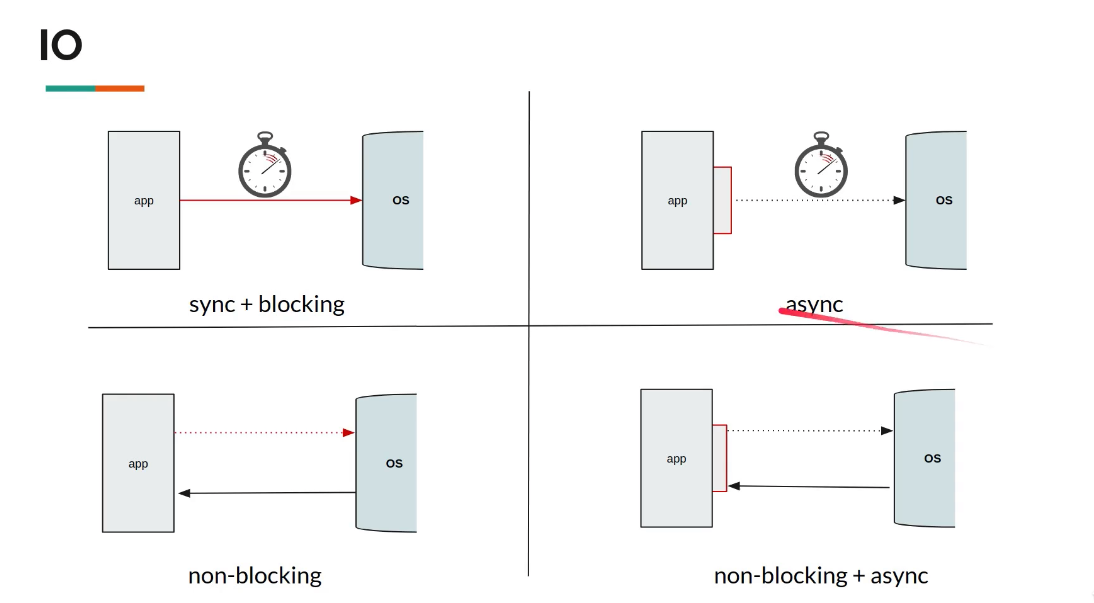 IO
app
OS
sync + blocking
app
OS
async
app
OS
non-blocking
app
OS
non-blocking + async